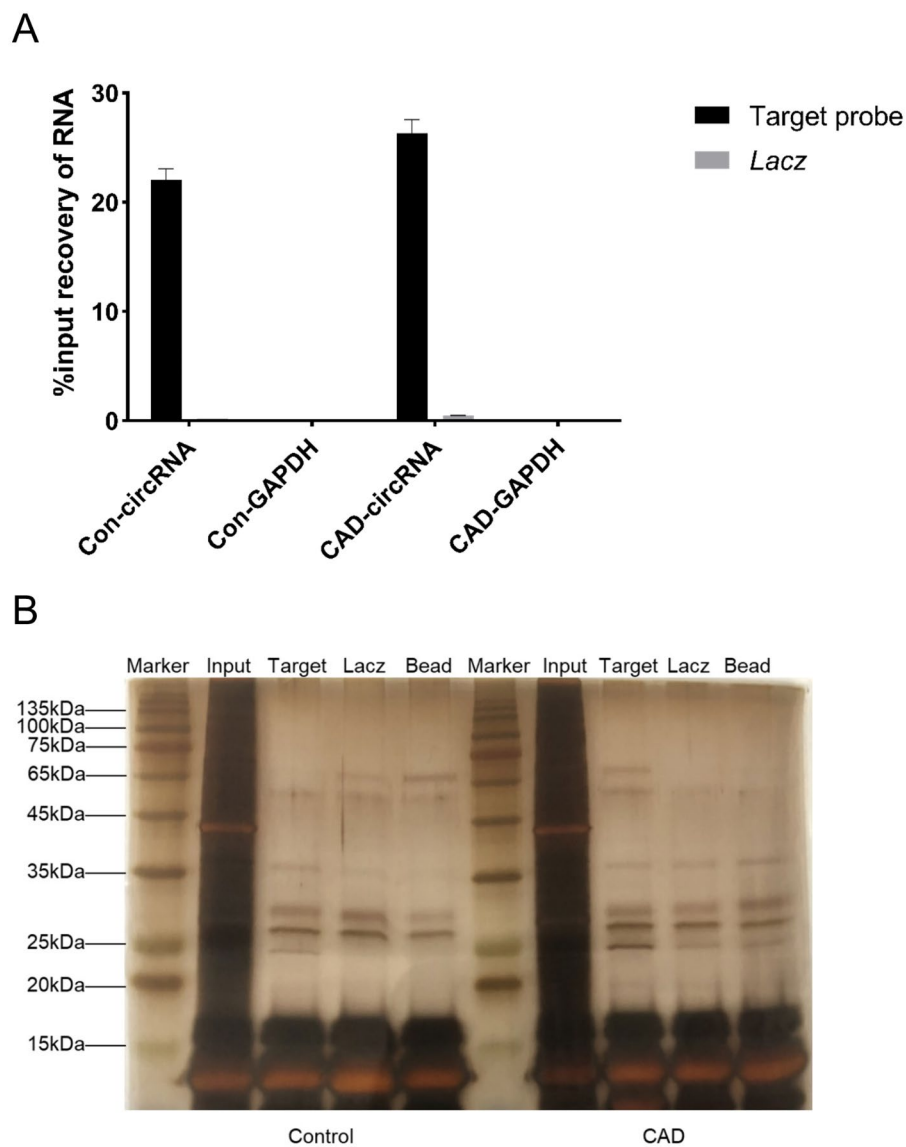 A
%input recovery of RNA
30
20
10
0
Con-circRNA
Con-GAPDH
CAD-circRNA
CAD-GAPDH
Target probe
Lacz
B
Marker Input Target Lacz Bead Marker Input Target Lacz Bead
135kDa
100kDa
75kDa
65kDa
45kDa
35kDa
25kDa
20kDa
15kDa
Control CAD